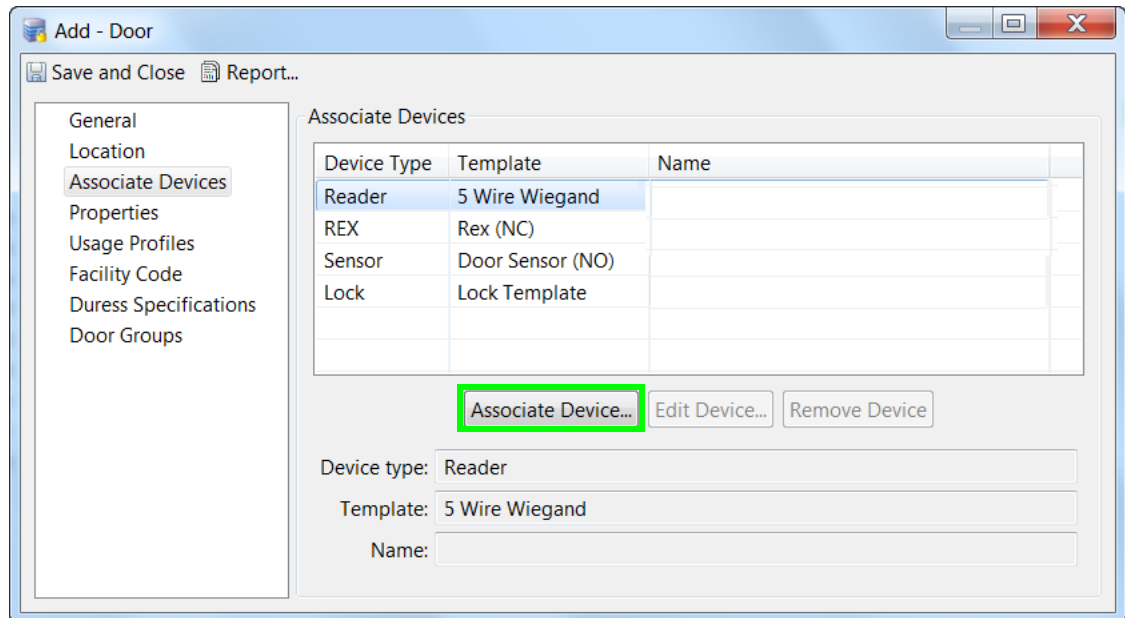 Add - Door
Save and Close Report...
General
Location
Associate Devices
Properties
Usage Profiles
Facility Code
Duress Specifications
Door Groups
Associate Devices
Device Type Template Name
Reader 5 Wire Wiegand
REX Rex (NC)
Sensor Door Sensor (NO)
Lock Lock Template
Associate Device... Edit Device... Remove Device
Device type: Reader
Template: 5 Wire Wiegand
Name: